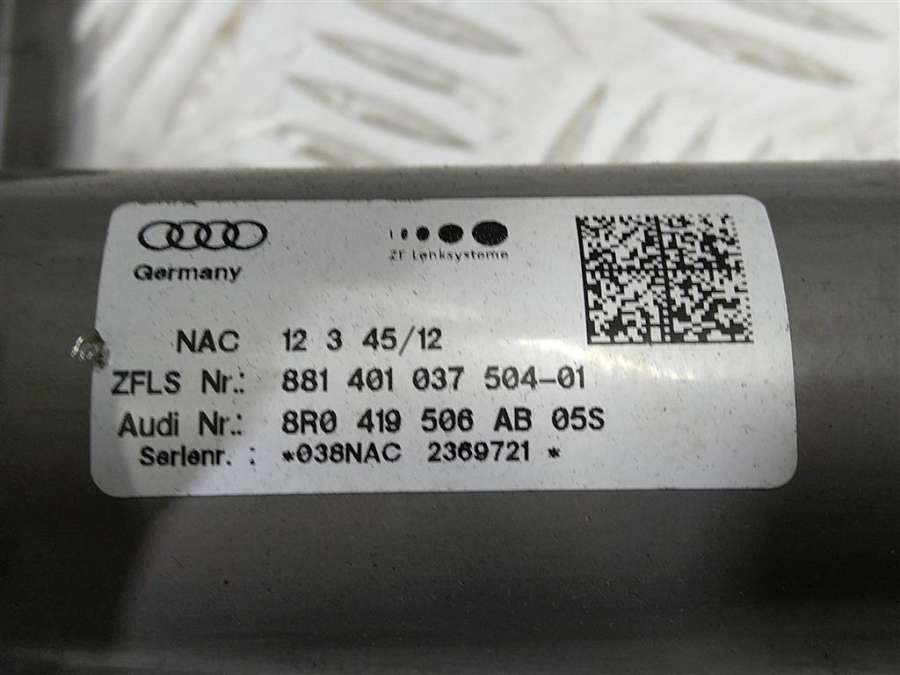 Germany
ZF Lenksysteme
NAC 12 3 45/12
ZFLS Nr.: 881 401 037 504-01
Audi Nr.: 8R0 419 506 AB 05S
Serienr. : *038NAC 2369721 *